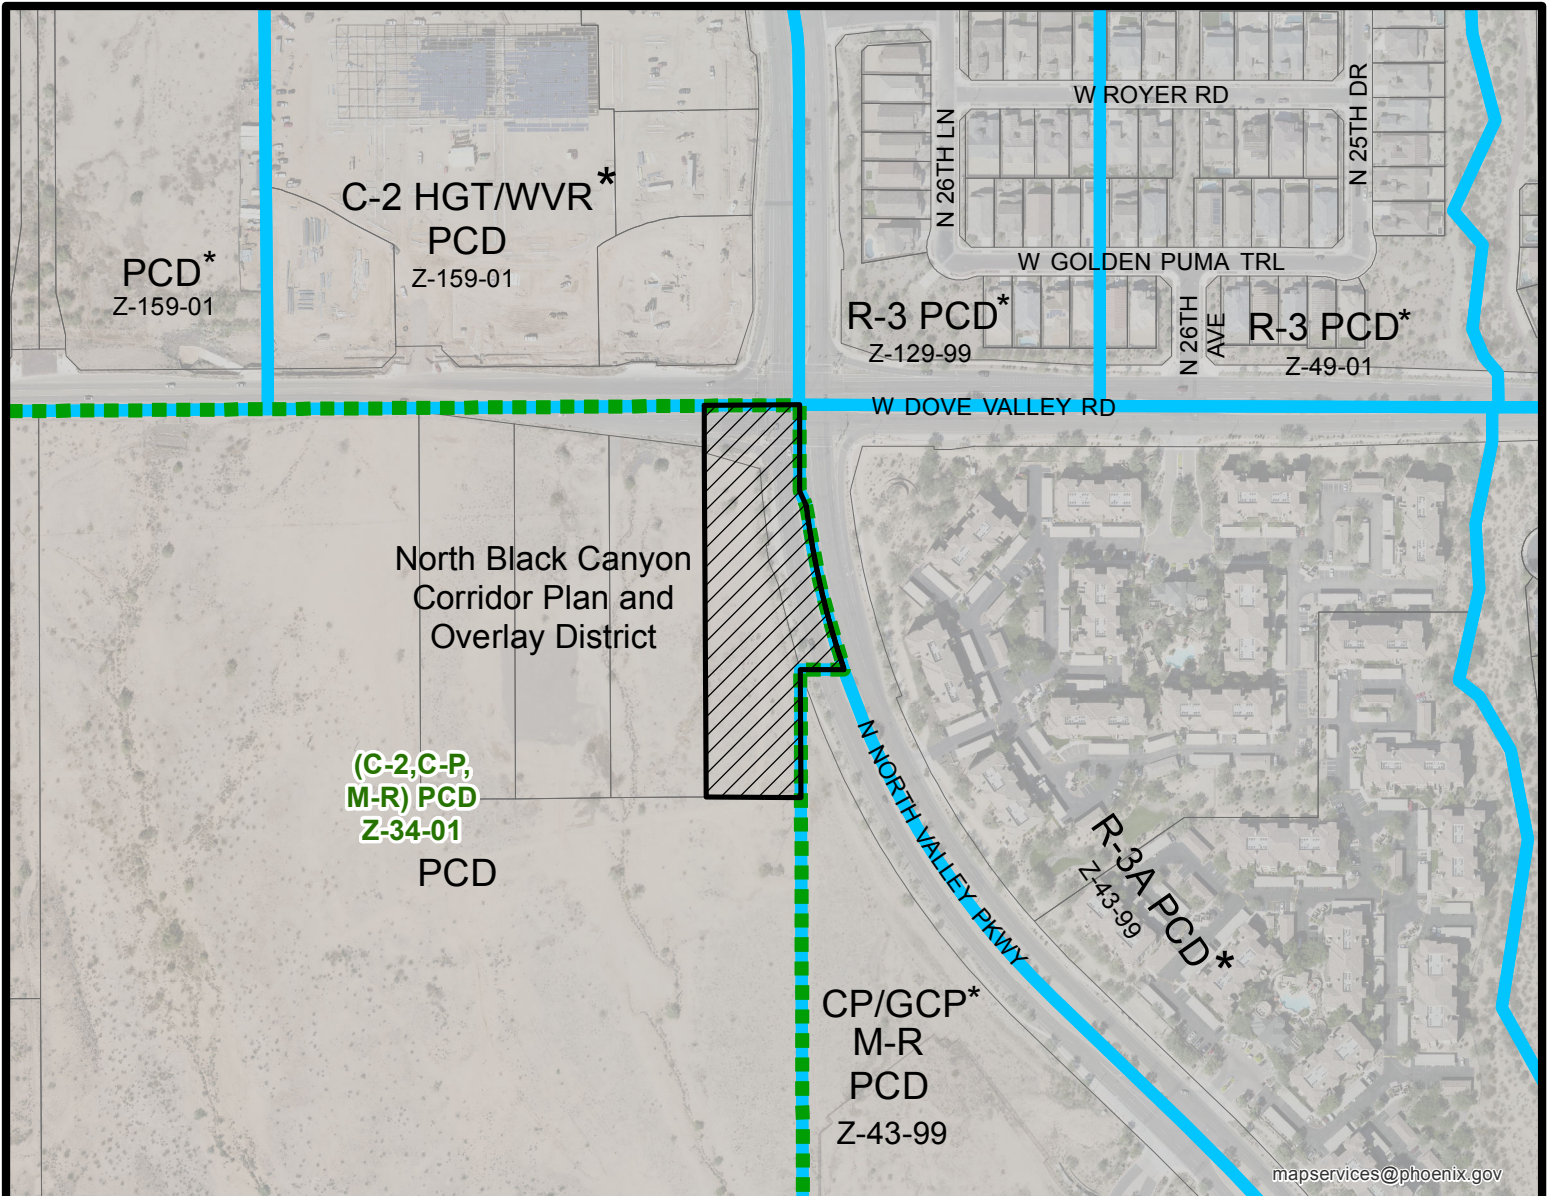 W ROYER RD
N 26TH LN
N 25TH DR
C-2 HGT/WVR*
PCD
Z-159-01
PCD*
Z-159-01
W GOLDEN PUMA TRL
R-3 PCD*
Z-129-99
N 26TH
AVE
R-3 PCD*
Z-49-01
W DOVE VALLEY RD
North Black Canyon
Corridor Plan and
Overlay District
(C-2,C-P,
M-R) PCD
Z-34-01
PCD
N NORTH VALLEY PKWY
R-3A PCD*
Z-43-99
CP/GCP*
M-R
PCD
Z-43-99
mapservices@phoenix.gov